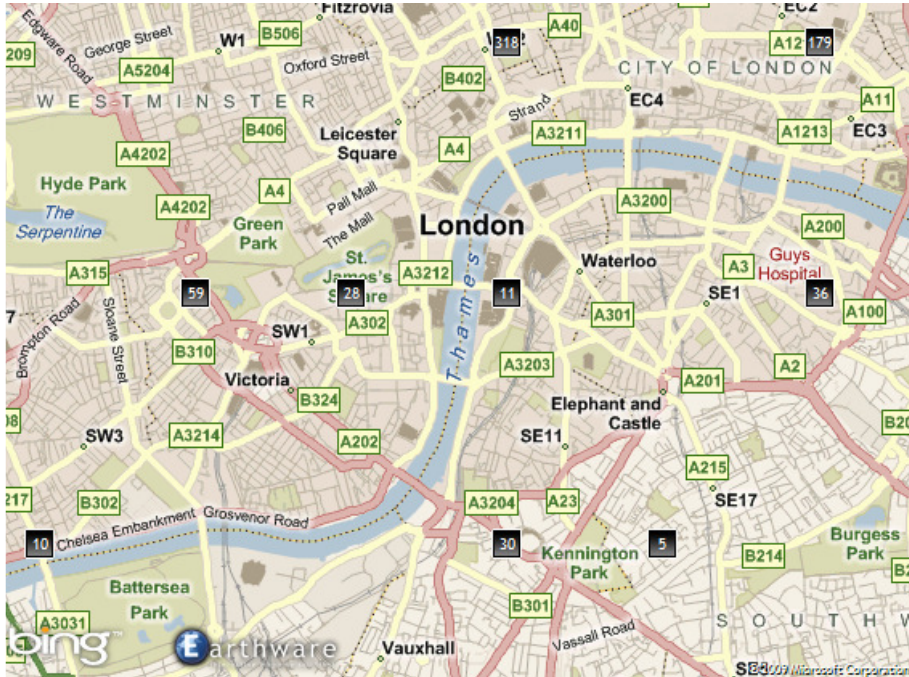 Fitzrovia
EC2
Edgware Road
George Street
W1
B506
A40
318
A12
179
209
A5204
Oxford Street
B402
CITY OF LONDON
WESTMINSTER
Strand
EC4
A11
B406
Leicester
Square
A4
A3211
A1213
EC3
A4202
Hyde Park
A4
Pall Mall
A4202
A3200
The
Serpentine
Green
Park
The Mall
London
A200
St.
James's
Square
A315
A3212
Waterloo
A3
Guys
Hospital
59
28
11
SE1
36
7
Brompton Road
Sloane Street
A302
Thames
A301
A100
SW1
B310
A3203
A2
Victoria
B324
A201
Elephant and
Castle
SW3
A3214
A202
SE11
A215
217
B302
A3204
A23
SE17
Chelsea Embankment
Grosvenor Road
10
30
5
Kennington
Park
B214
Burgess
Park
Battersea
Park
B301
A3031
Vassall Road
SOUTHW
bing™
Earthware
Vauxhall
©2009 Microsoft Corporation